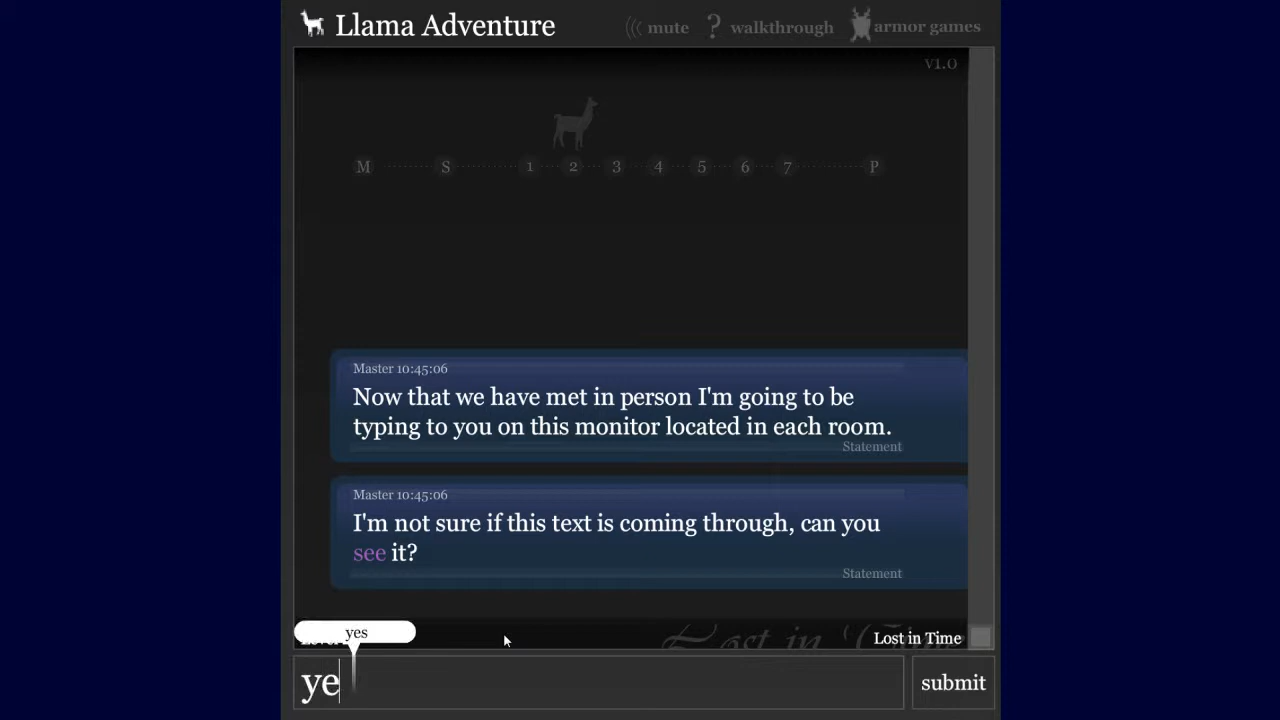 Llama Adventure
mute
? walkthrough
armor games
v1.0
M S 1 2 3 4 5 6 7 P
Master 10:45:06
Now that we have met in person I'm going to be
typing to you on this monitor located in each room.
Statement
Master 10:45:06
I'm not sure if this text is coming through, can you
see it?
Statement
yes
Lost in Time
Lost in Time
ye
submit